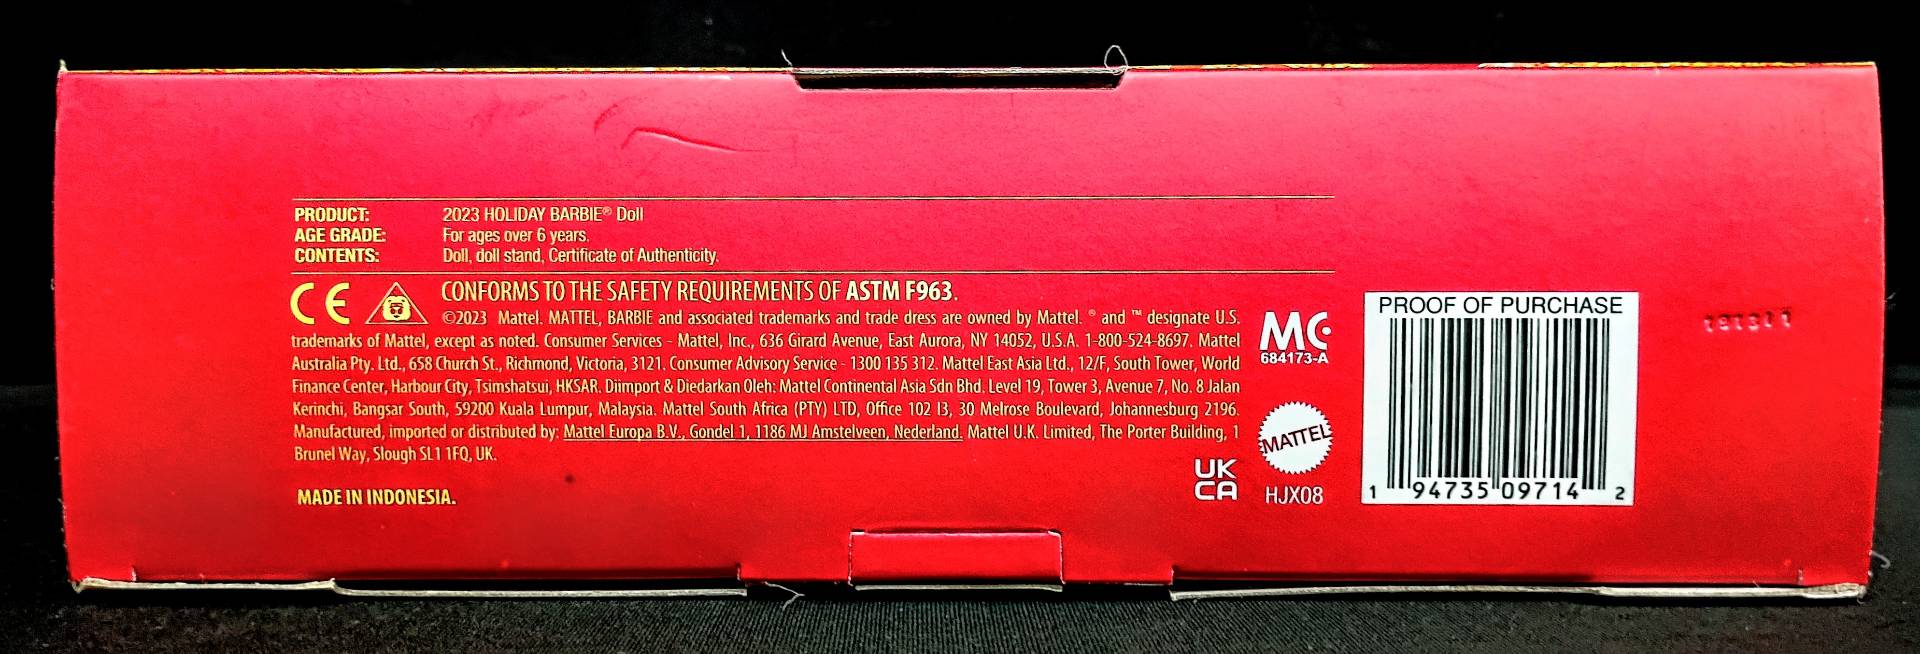 PRODUCT: 2023 HOLIDAY BARBIE® Doll
AGE GRADE: For ages over 6 years.
CONTENTS: Doll, doll stand, Certificate of Authenticity.
CE CONFORMS TO THE SAFETY REQUIREMENTS OF ASTM F963.
©2023 Mattel. MATTEL, BARBIE and associated trademarks and trade dress are owned by Mattel. ® and ™ designate U.S.
trademarks of Mattel, except as noted. Consumer Services - Mattel, Inc., 636 Girard Avenue, East Aurora, NY 14052, U.S.A. 1-800-524-8697. Mattel
Australia Pty. Ltd., 658 Church St., Richmond, Victoria, 3121. Consumer Advisory Service - 1300 135 312. Mattel East Asia Ltd., 12/F, South Tower, World
Finance Center, Harbour City, Tsimshatsui, HKSAR. Diimport & Diedarkan Oleh: Mattel Continental Asia Sdn Bhd. Level 19, Tower 3, Avenue 7, No. 8 Jalan
Kerinchi, Bangsar South, 59200 Kuala Lumpur, Malaysia. Mattel South Africa (PTY) LTD, Office 102 I3, 30 Melrose Boulevard, Johannesburg 2196.
Manufactured, imported or distributed by: Mattel Europa B.V., Gondel 1, 1186 MJ Amstelveen, Nederland. Mattel U.K. Limited, The Porter Building, 1
Brunel Way, Slough SL1 1FQ, UK.
MADE IN INDONESIA.
MC
684173-A
MATTEL
UK
CA
HJX08
PROOF OF PURCHASE
1 94735 09714 2